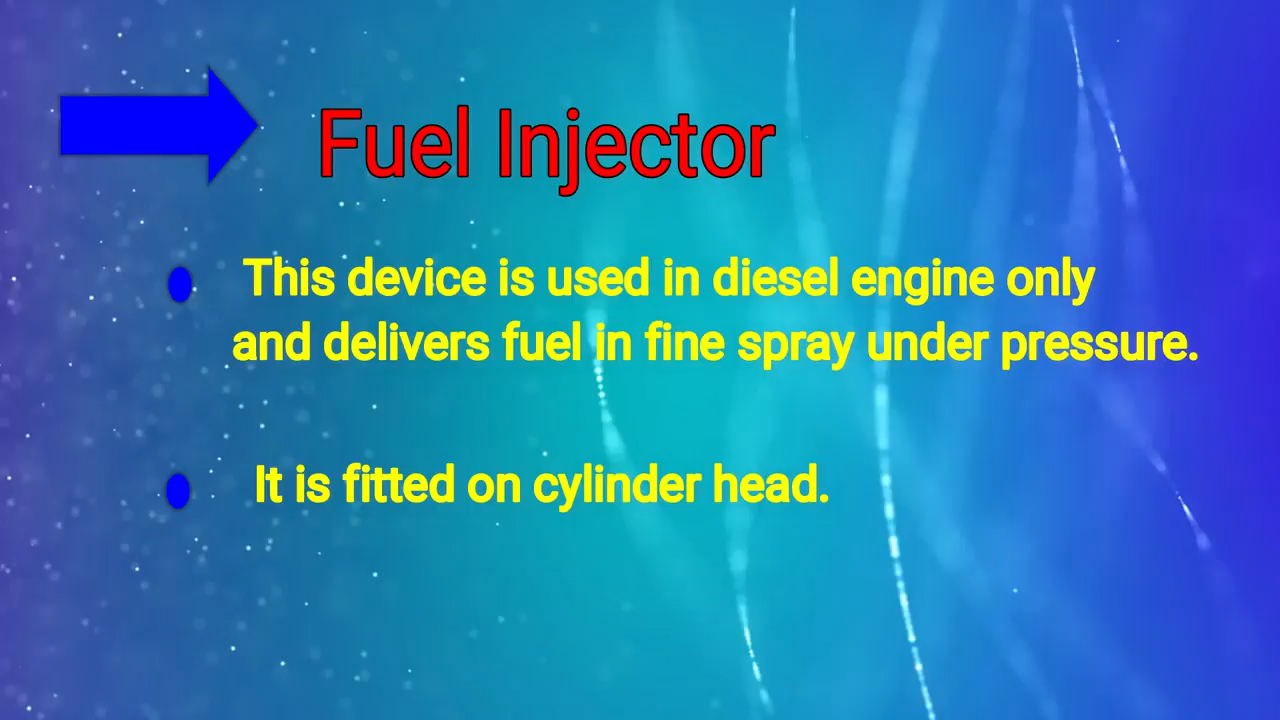 Fuel Injector
This device is used in diesel engine only
and delivers fuel in fine spray under pressure.
It is fitted on cylinder head.